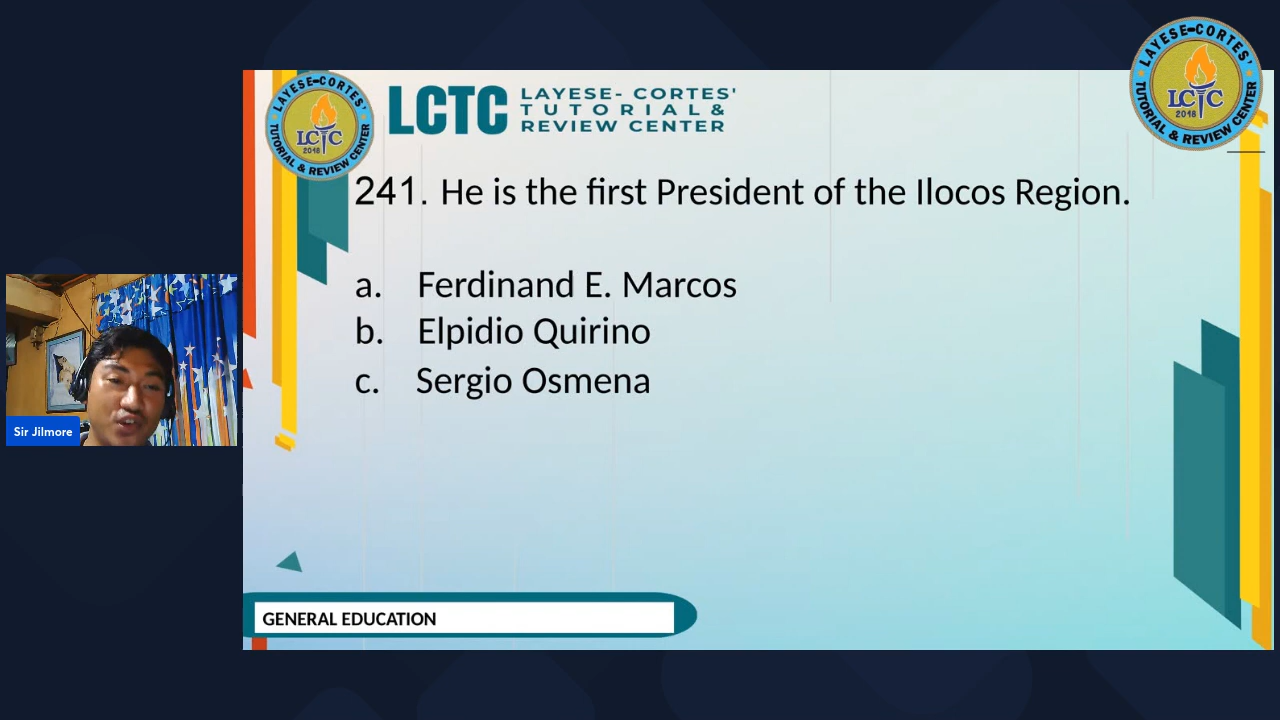 LAYESE-CORTES'
LCTC
2018
TUTORIAL & REVIEW CENTER
LCTC
LAYESE- CORTES'
TUTORIAL &
REVIEW CENTER
LAYESE-CORTES'
LCTC
2018
TUTORIAL & REVIEW CENTER
241. He is the first President of the Ilocos Region.
a. Ferdinand E. Marcos
b. Elpidio Quirino
c. Sergio Osmena
Sir Jilmore
GENERAL EDUCATION